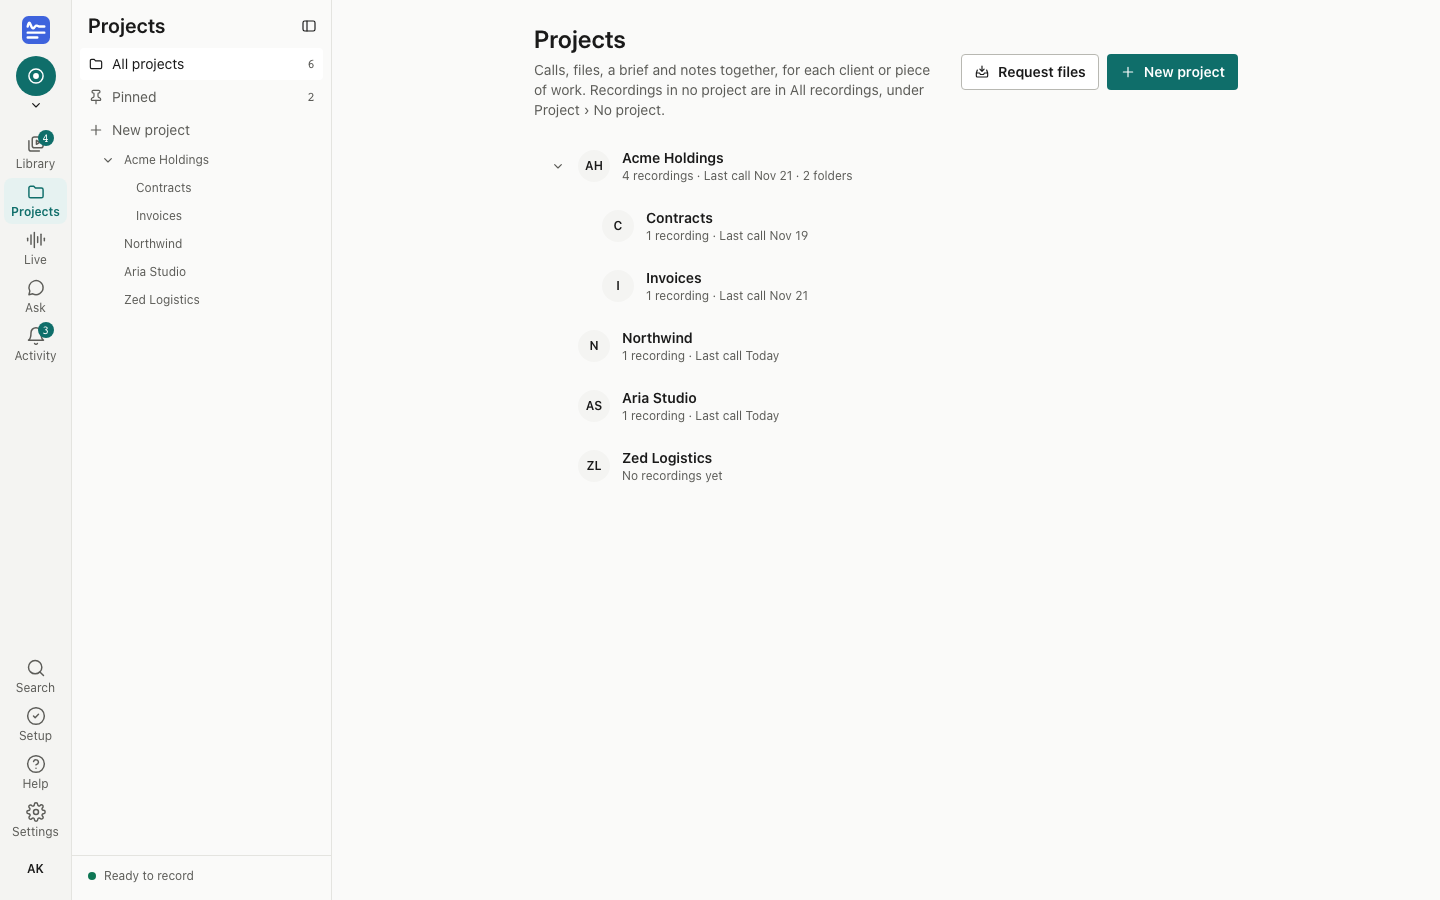 Projects
All projects
6
Pinned
2
New project
Acme Holdings
Contracts
Invoices
Northwind
Aria Studio
Zed Logistics
Ready to record
4
Library
Projects
Live
Ask
3
Activity
Search
Setup
Help
Settings
AK
Projects
Calls, files, a brief and notes together, for each client or piece
of work. Recordings in no project are in All recordings, under
Project › No project.
Request files
New project
AH
Acme Holdings
4 recordings · Last call Nov 21 · 2 folders
C
Contracts
1 recording · Last call Nov 19
I
Invoices
1 recording · Last call Nov 21
N
Northwind
1 recording · Last call Today
AS
Aria Studio
1 recording · Last call Today
ZL
Zed Logistics
No recordings yet